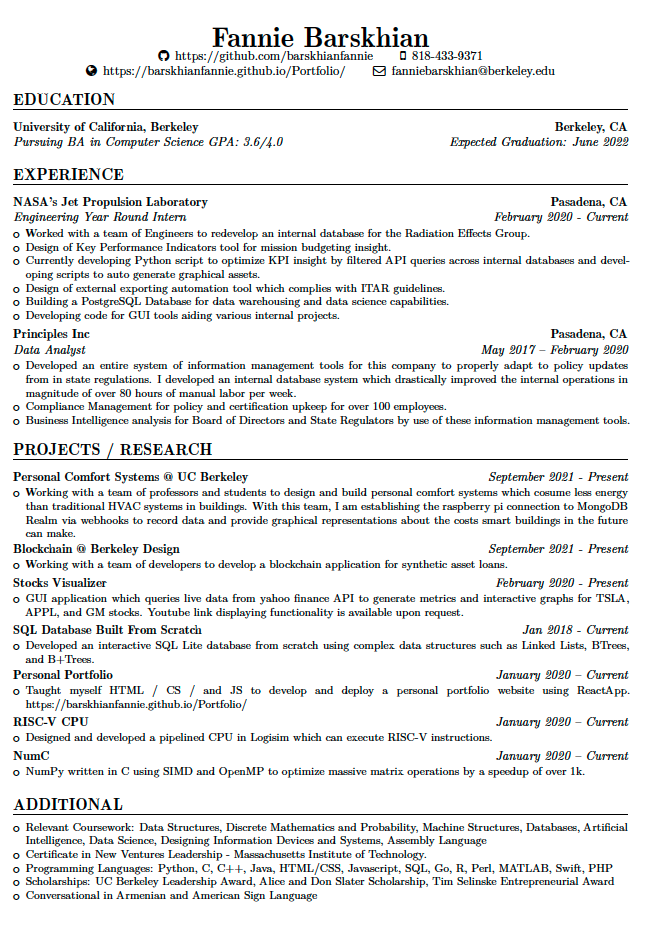 Fannie Barskhian
https://github.com/barskhianfannie 818-433-9371
https://barskhianfannie.github.io/Portfolio/ fanniebarskhian@berkeley.edu
EDUCATION
University of California, Berkeley Berkeley, CA
Pursuing BA in Computer Science GPA: 3.6/4.0 Expected Graduation: June 2022
EXPERIENCE
NASA's Jet Propulsion Laboratory Pasadena, CA
Engineering Year Round Intern February 2020 - Current
Worked with a team of Engineers to redevelop an internal database for the Radiation Effects Group.
Design of Key Performance Indicators tool for mission budgeting insight.
Currently developing Python script to optimize KPI insight by filtered API queries across internal databases and devel-
oping scripts to auto generate graphical assets.
Design of external exporting automation tool which complies with ITAR guidelines.
Building a PostgreSQL Database for data warehousing and data science capabilities.
Developing code for GUI tools aiding various internal projects.
Principles Inc Pasadena, CA
Data Analyst May 2017 – February 2020
Developed an entire system of information management tools for this company to properly adapt to policy updates
from in state regulations. I developed an internal database system which drastically improved the internal operations in
magnitude of over 80 hours of manual labor per week.
Compliance Management for policy and certification upkeep for over 100 employees.
Business Intelligence analysis for Board of Directors and State Regulators by use of these information management tools.
PROJECTS / RESEARCH
Personal Comfort Systems @ UC Berkeley September 2021 - Present
Working with a team of professors and students to design and build personal comfort systems which cosume less energy
than traditional HVAC systems in buildings. With this team, I am establishing the raspberry pi connection to MongoDB
Realm via webhooks to record data and provide graphical representations about the costs smart buildings in the future
can make.
Blockchain @ Berkeley Design September 2021 - Present
Working with a team of developers to develop a blockchain application for synthetic asset loans.
Stocks Visualizer February 2020 - Present
GUI application which queries live data from yahoo finance API to generate metrics and interactive graphs for TSLA,
APPL, and GM stocks. Youtube link displaying functionality is available upon request.
SQL Database Built From Scratch Jan 2018 - Current
Developed an interactive SQL Lite database from scratch using complex data structures such as Linked Lists, BTrees,
and B+Trees.
Personal Portfolio January 2020 – Current
Taught myself HTML / CS / and JS to develop and deploy a personal portfolio website using ReactApp.
https://barskhianfannie.github.io/Portfolio/
RISC-V CPU January 2020 – Current
Designed and developed a pipelined CPU in Logisim which can execute RISC-V instructions.
NumC January 2020 – Current
NumPy written in C using SIMD and OpenMP to optimize massive matrix operations by a speedup of over 1k.
ADDITIONAL
Relevant Coursework: Data Structures, Discrete Mathematics and Probability, Machine Structures, Databases, Artificial
Intelligence, Data Science, Designing Information Devices and Systems, Assembly Language
Certificate in New Ventures Leadership - Massachusetts Institute of Technology.
Programming Languages: Python, C, C++, Java, HTML/CSS, Javascript, SQL, Go, R, Perl, MATLAB, Swift, PHP
Scholarships: UC Berkeley Leadership Award, Alice and Don Slater Scholarship, Tim Selinske Entrepreneurial Award
Conversational in Armenian and American Sign Language